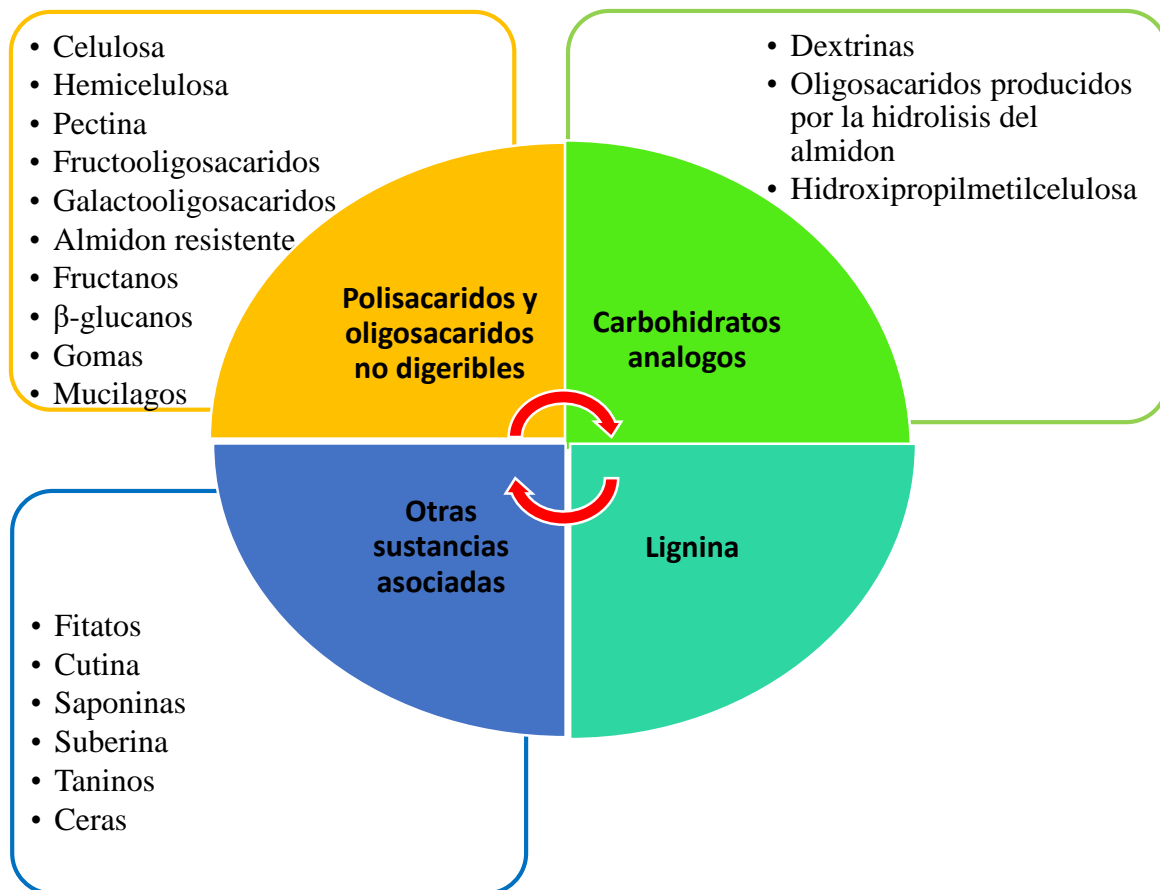 • Celulosa
• Hemicelulosa
• Pectina
• Fructooligosacaridos
• Galactooligosacaridos
• Almidon resistente
• Fructanos
• β-glucanos
• Gomas
• Mucilagos
• Dextrinas
• Oligosacaridos producidos
por la hidrolisis del
almidon
• Hidroxipropilmetilcelulosa
Polisacaridos y
oligosacaridos
no digeribles
Carbohidratos
analogos
Otras
sustancias
asociadas
Lignina
• Fitatos
• Cutina
• Saponinas
• Suberina
• Taninos
• Ceras